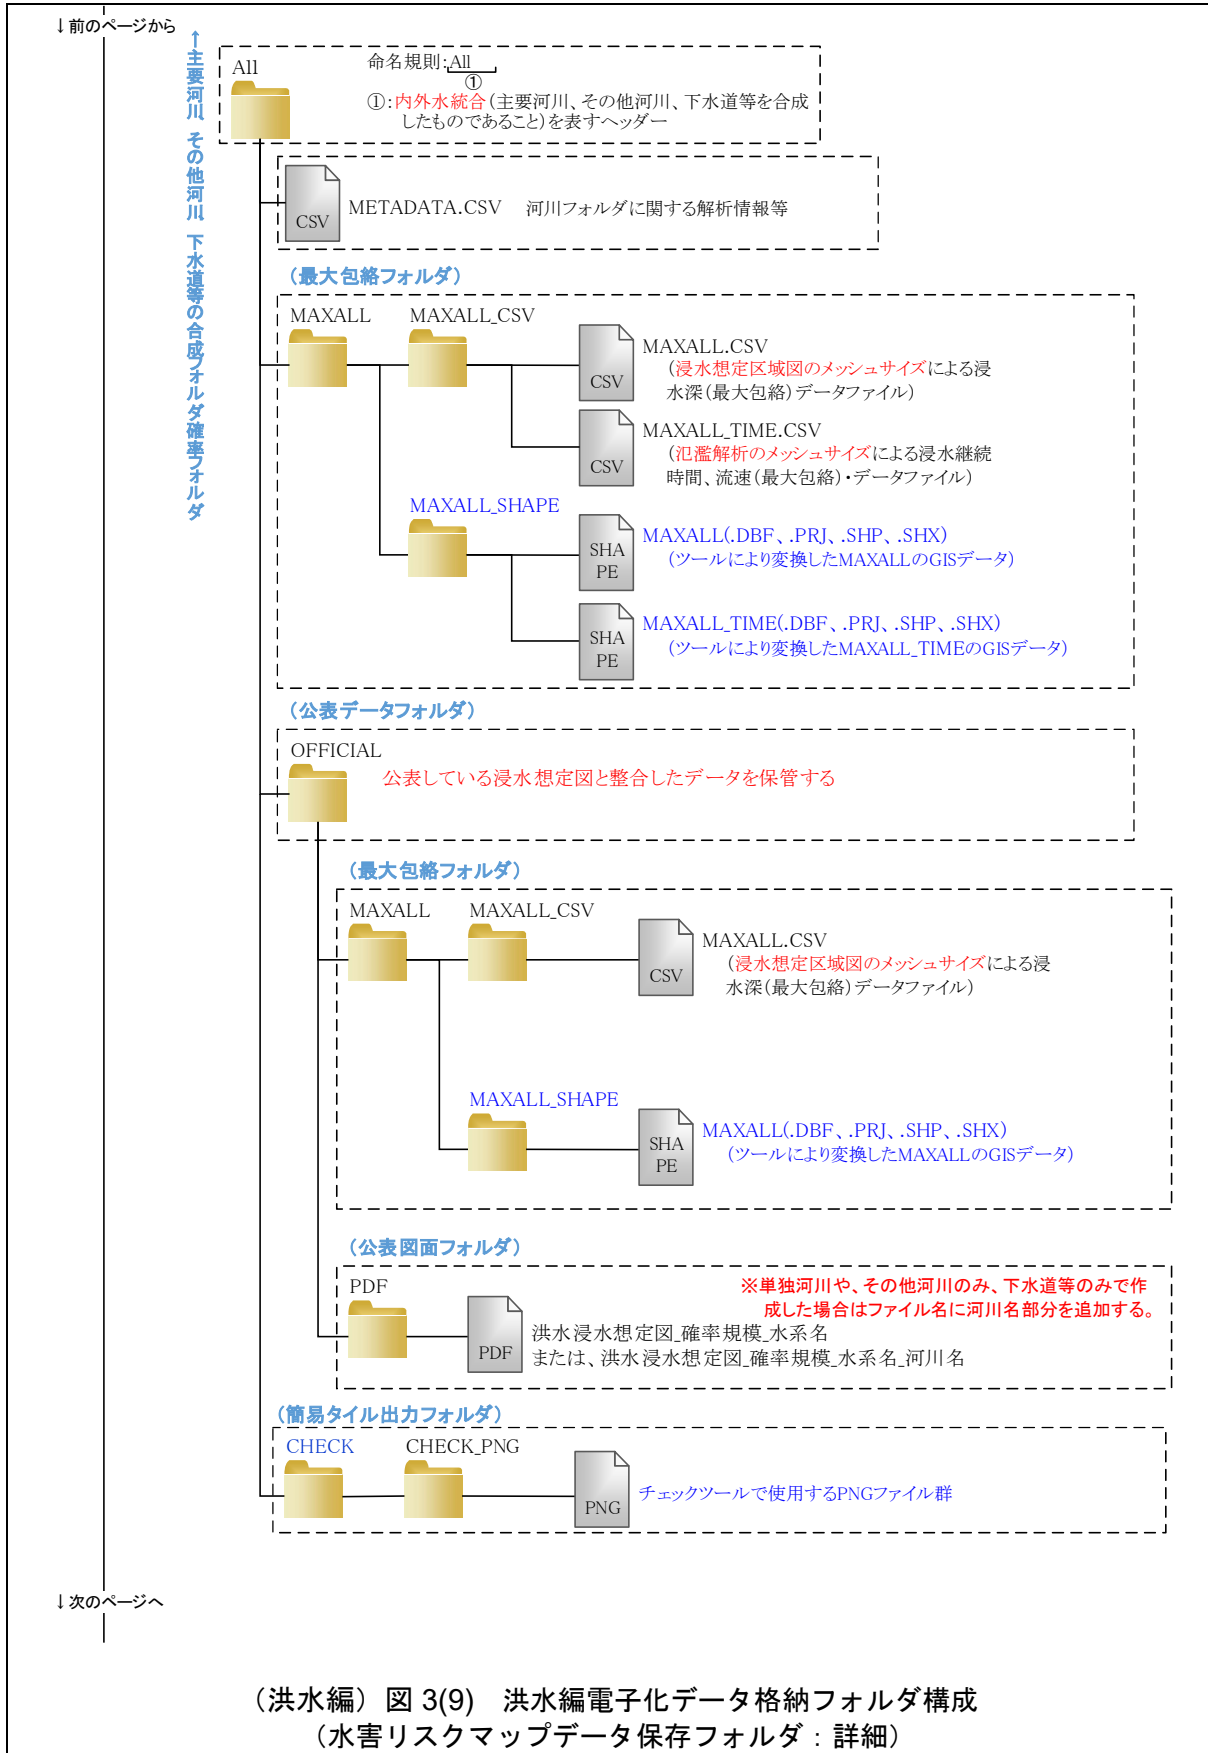 ↓前のページから
↑主要河川、その他河川、下水道等の合成フォルダ確率フォルダ
All
命名規則:All
①
①:内外水統合(主要河川、その他河川、下水道等を合成
したものであること)を表すヘッダー
CSV
METADATA.CSV 河川フォルダに関する解析情報等
(最大包絡フォルダ)
MAXALL
MAXALL_CSV
CSV
MAXALL.CSV
(浸水想定区域図のメッシュサイズによる浸
水深(最大包絡)データファイル)
CSV
MAXALL_TIME.CSV
(氾濫解析のメッシュサイズによる浸水継続
時間、流速(最大包絡)・データファイル)
MAXALL_SHAPE
SHA
PE
MAXALL(.DBF、.PRJ、.SHP、.SHX)
(ツールにより変換したMAXALLのGISデータ)
SHA
PE
MAXALL_TIME(.DBF、.PRJ、.SHP、.SHX)
(ツールにより変換したMAXALL_TIMEのGISデータ)
(公表データフォルダ)
OFFICIAL
公表している浸水想定図と整合したデータを保管する
(最大包絡フォルダ)
MAXALL
MAXALL_CSV
CSV
MAXALL.CSV
(浸水想定区域図のメッシュサイズによる浸
水深(最大包絡)データファイル)
MAXALL_SHAPE
SHA
PE
MAXALL(.DBF、.PRJ、.SHP、.SHX)
(ツールにより変換したMAXALLのGISデータ)
(公表図面フォルダ)
PDF
※単独河川や、その他河川のみ、下水道等のみで作
成した場合はファイル名に河川名部分を追加する。
PDF
洪水浸水想定図_確率規模_水系名
または、洪水浸水想定図_確率規模_水系名_河川名
(簡易タイル出力フォルダ)
CHECK
CHECK_PNG
PNG
チェックツールで使用するPNGファイル群
↓次のページへ
(洪水編)図 3(9) 洪水編電子化データ格納フォルダ構成
(水害リスクマップデータ保存フォルダ:詳細)